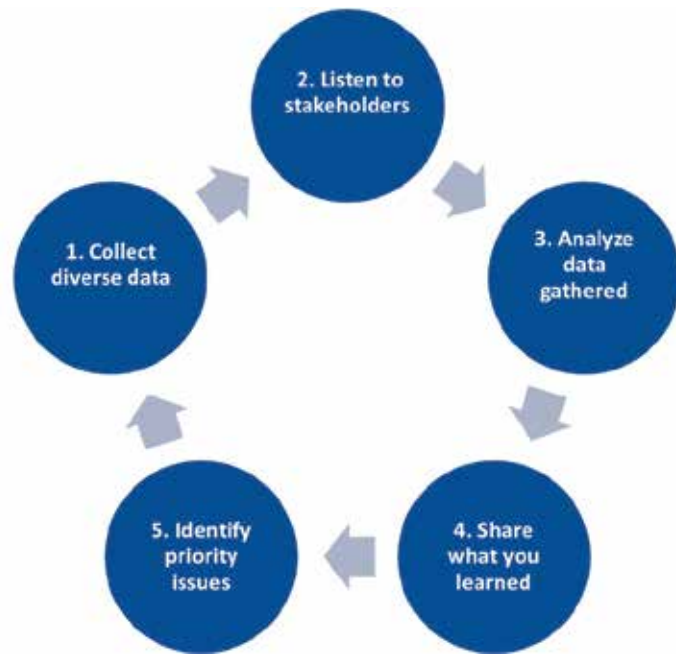 1. Collect
diverse data
2. Listen to
stakeholders
3. Analyze
data
gathered
4. Share
what you
learned
5. Identify
priority
issues